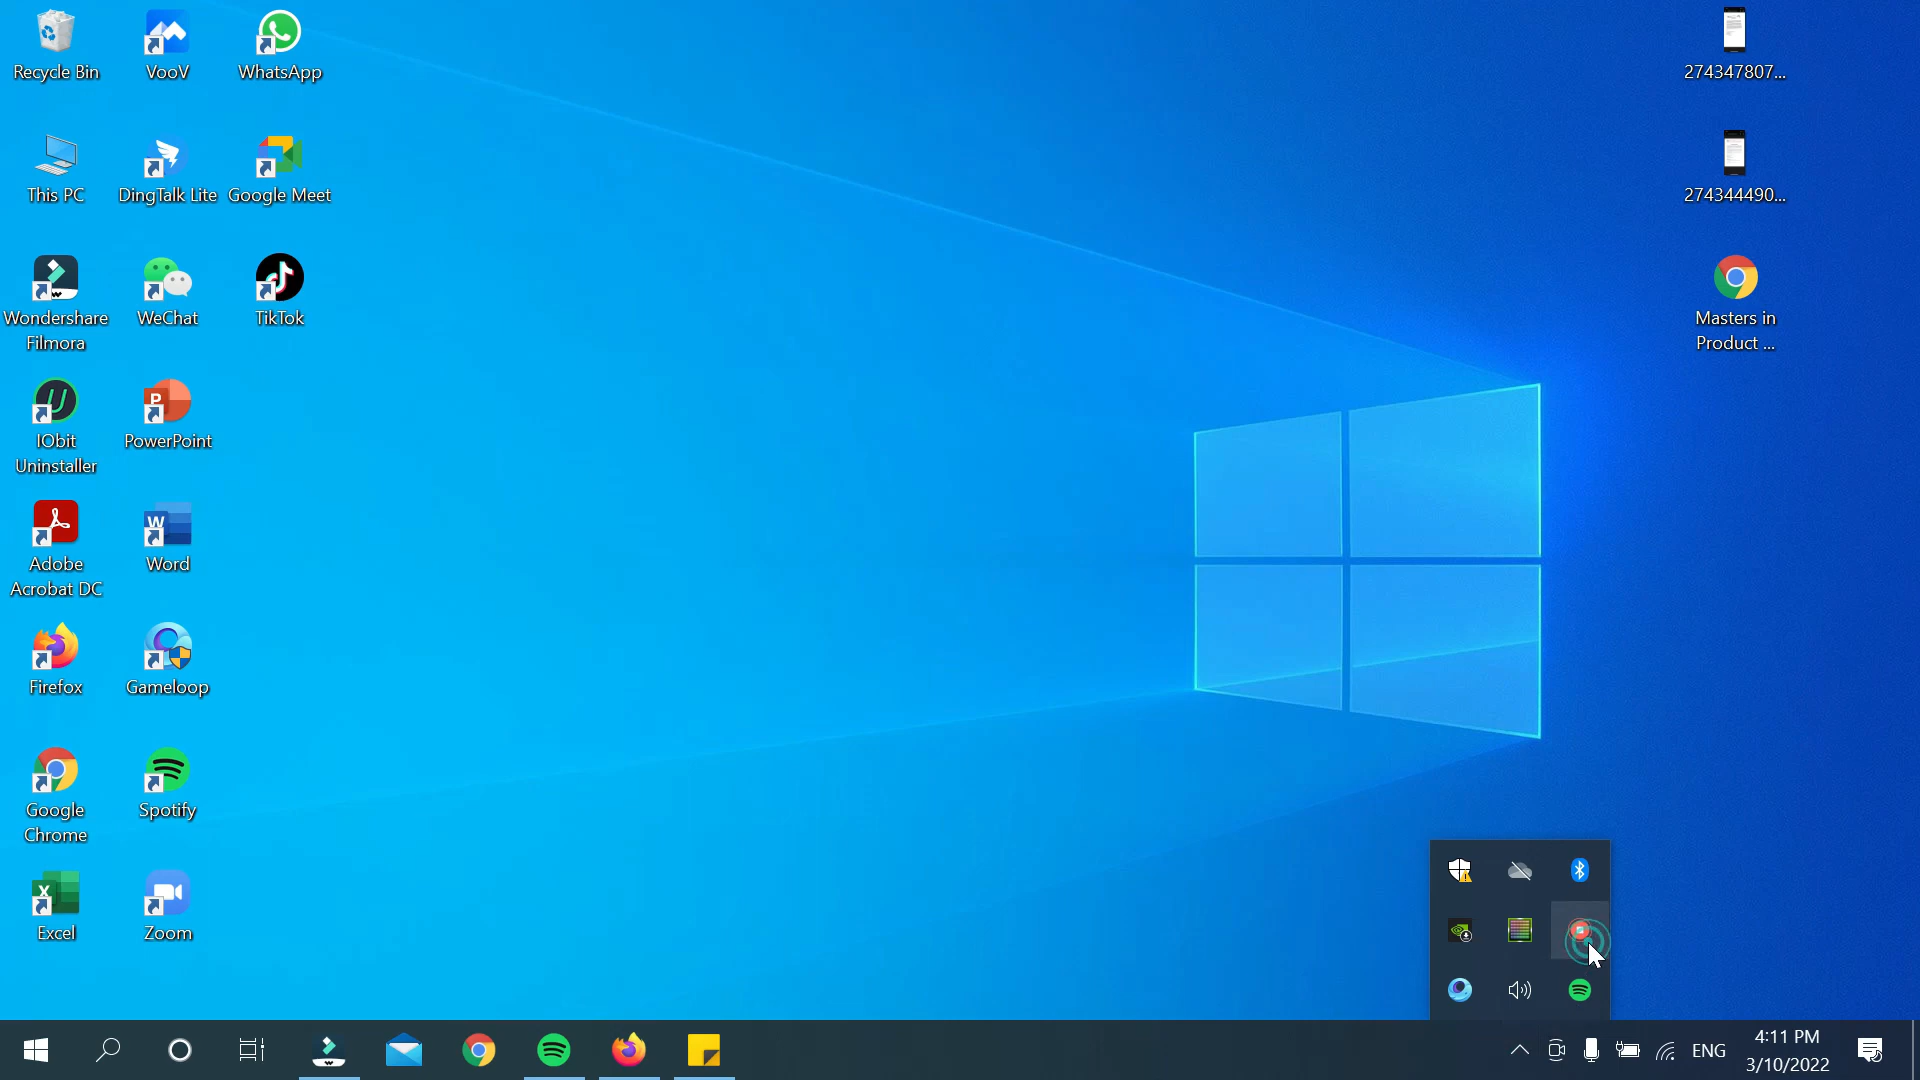 Recycle Bin
VooV
WhatsApp
274347807...
This PC
DingTalk Lite
Google Meet
274344490...
Wondershare
Filmora
WeChat
TikTok
Masters in
Product ...
IObit
Uninstaller
PowerPoint
Adobe
Acrobat DC
Word
Firefox
Gameloop
Google
Chrome
Spotify
Excel
Zoom
ENG
4:11 PM
3/10/2022